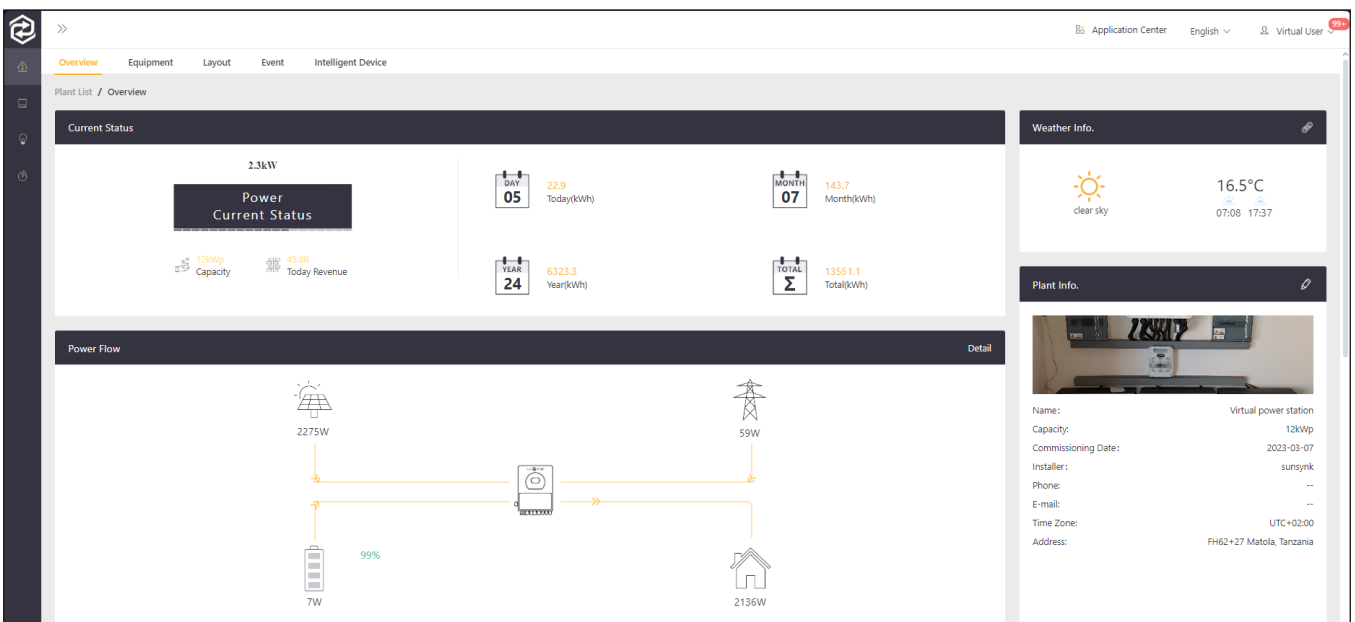 Application Center English Virtual User 99+
Overview Equipment Layout Event Intelligent Device
Plant List / Overview
Current Status
2.3kW
Power
Current Status
12kWp
Capacity
45.8R
Today Revenue
DAY
05
22.9
Today(kWh)
MONTH
07
143.7
Month(kWh)
YEAR
24
6323.3
Year(kWh)
TOTAL
Σ
13551.1
Total(kWh)
Weather Info.
clear sky
16.5°C
07:08 17:37
Power Flow Detail
2275W
59W
99%
7W
2136W
Plant Info.
Name: Virtual power station
Capacity: 12kWp
Commissioning Date: 2023-03-07
Installer: sunsynk
Phone: --
E-mail: --
Time Zone: UTC+02:00
Address: FH62+27 Matola, Tanzania